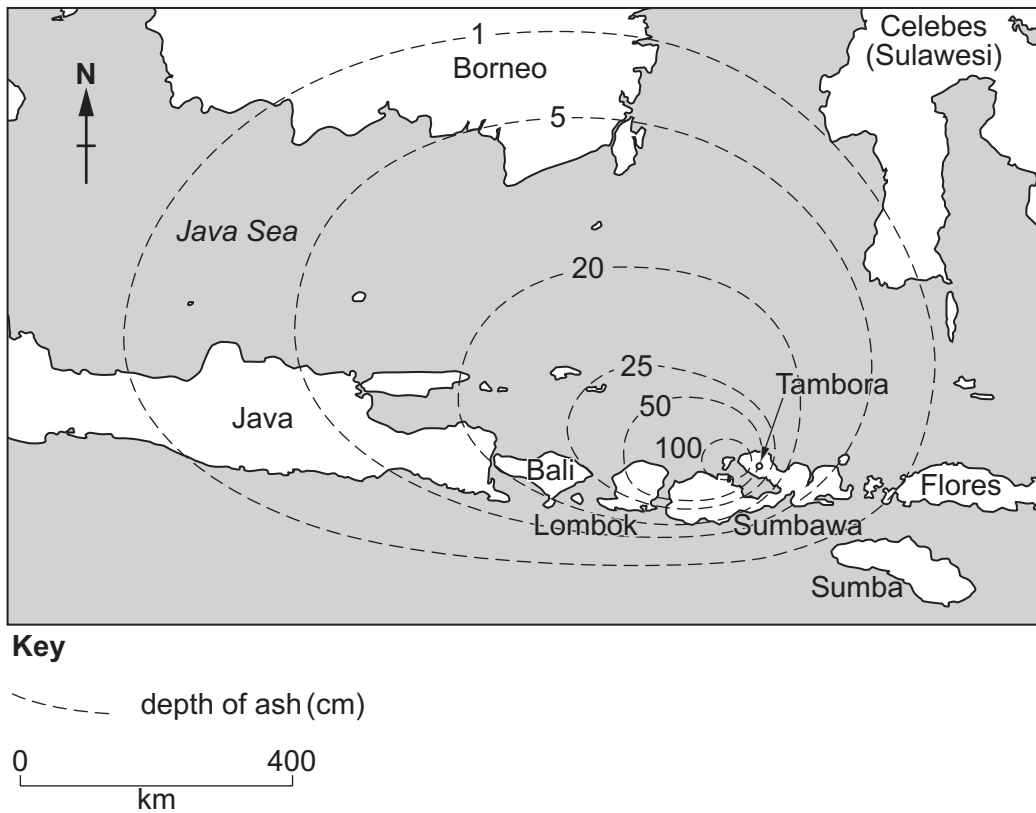 Celebes
(Sulawesi)
1
Borneo
N
5
Java Sea
20
25
Tambora
50
Java
100
Bali
Flores
Lombok
Sumbawa
Sumba
Key
depth of ash (cm)
0 400
km